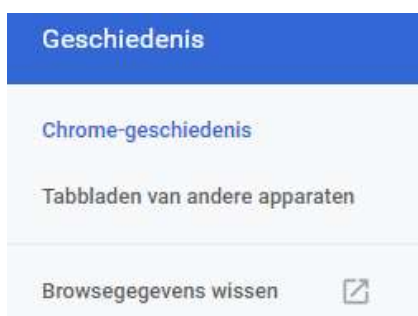 Geschiedenis
Chrome-geschiedenis
Tabbladen van andere apparaten
Browsegegevens wissen